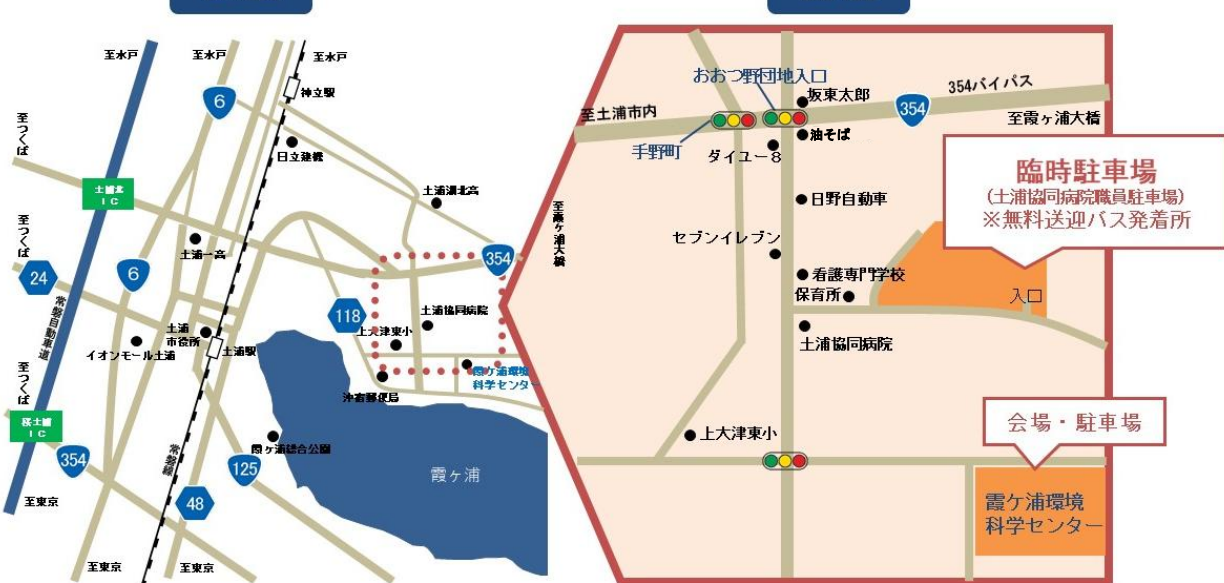 至水戸
至水戸
至水戸
6
神立駅
至つくば
日立建機
土浦湖北高
土浦北
IC
至つくば
土浦一高
354
至霞ヶ浦大橋
24
6
常磐自動車道
118
土浦協同病院
上大津東小
土浦
市役所
土浦駅
イオンモール土浦
至つくば
霞ヶ浦環境
科学センター
沖宿郵便局
桜土浦
IC
霞ヶ浦総合公園
354
常磐線
125
霞ヶ浦
48
至東京
至東京
至東京
おおつ野団地入口
354バイパス
坂東太郎
354
至土浦市内
至霞ヶ浦大橋
油そば
手野町
ダイユー8
臨時駐車場
(土浦協同病院職員駐車場)
※無料送迎バス発着所
日野自動車
セブンイレブン
看護専門学校
保育所
入口
土浦協同病院
会場・駐車場
上大津東小
霞ケ浦環境
科学センター